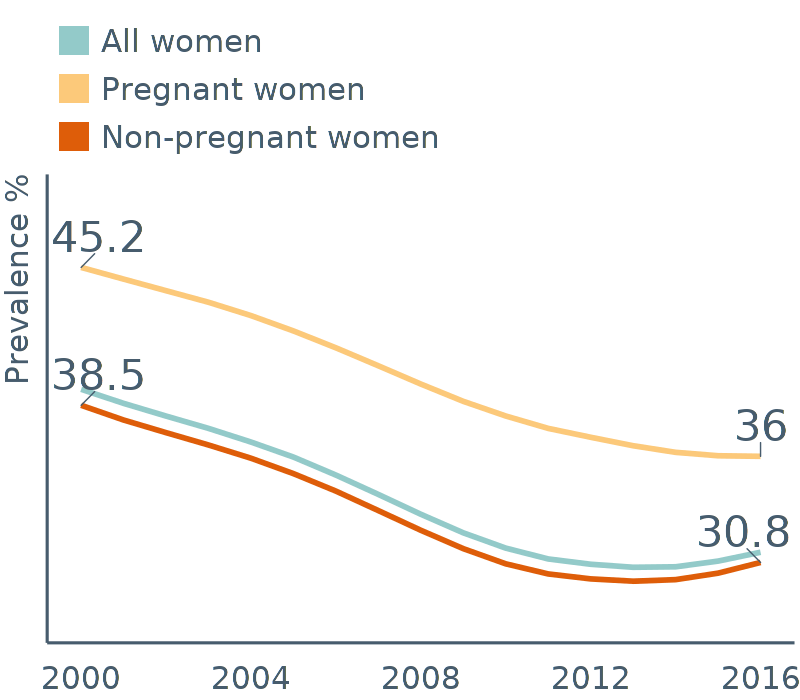 All women
Pregnant women
Non-pregnant women
Prevalence %
45.2
38.5
36
30.8
2000 2004 2008 2012 2016